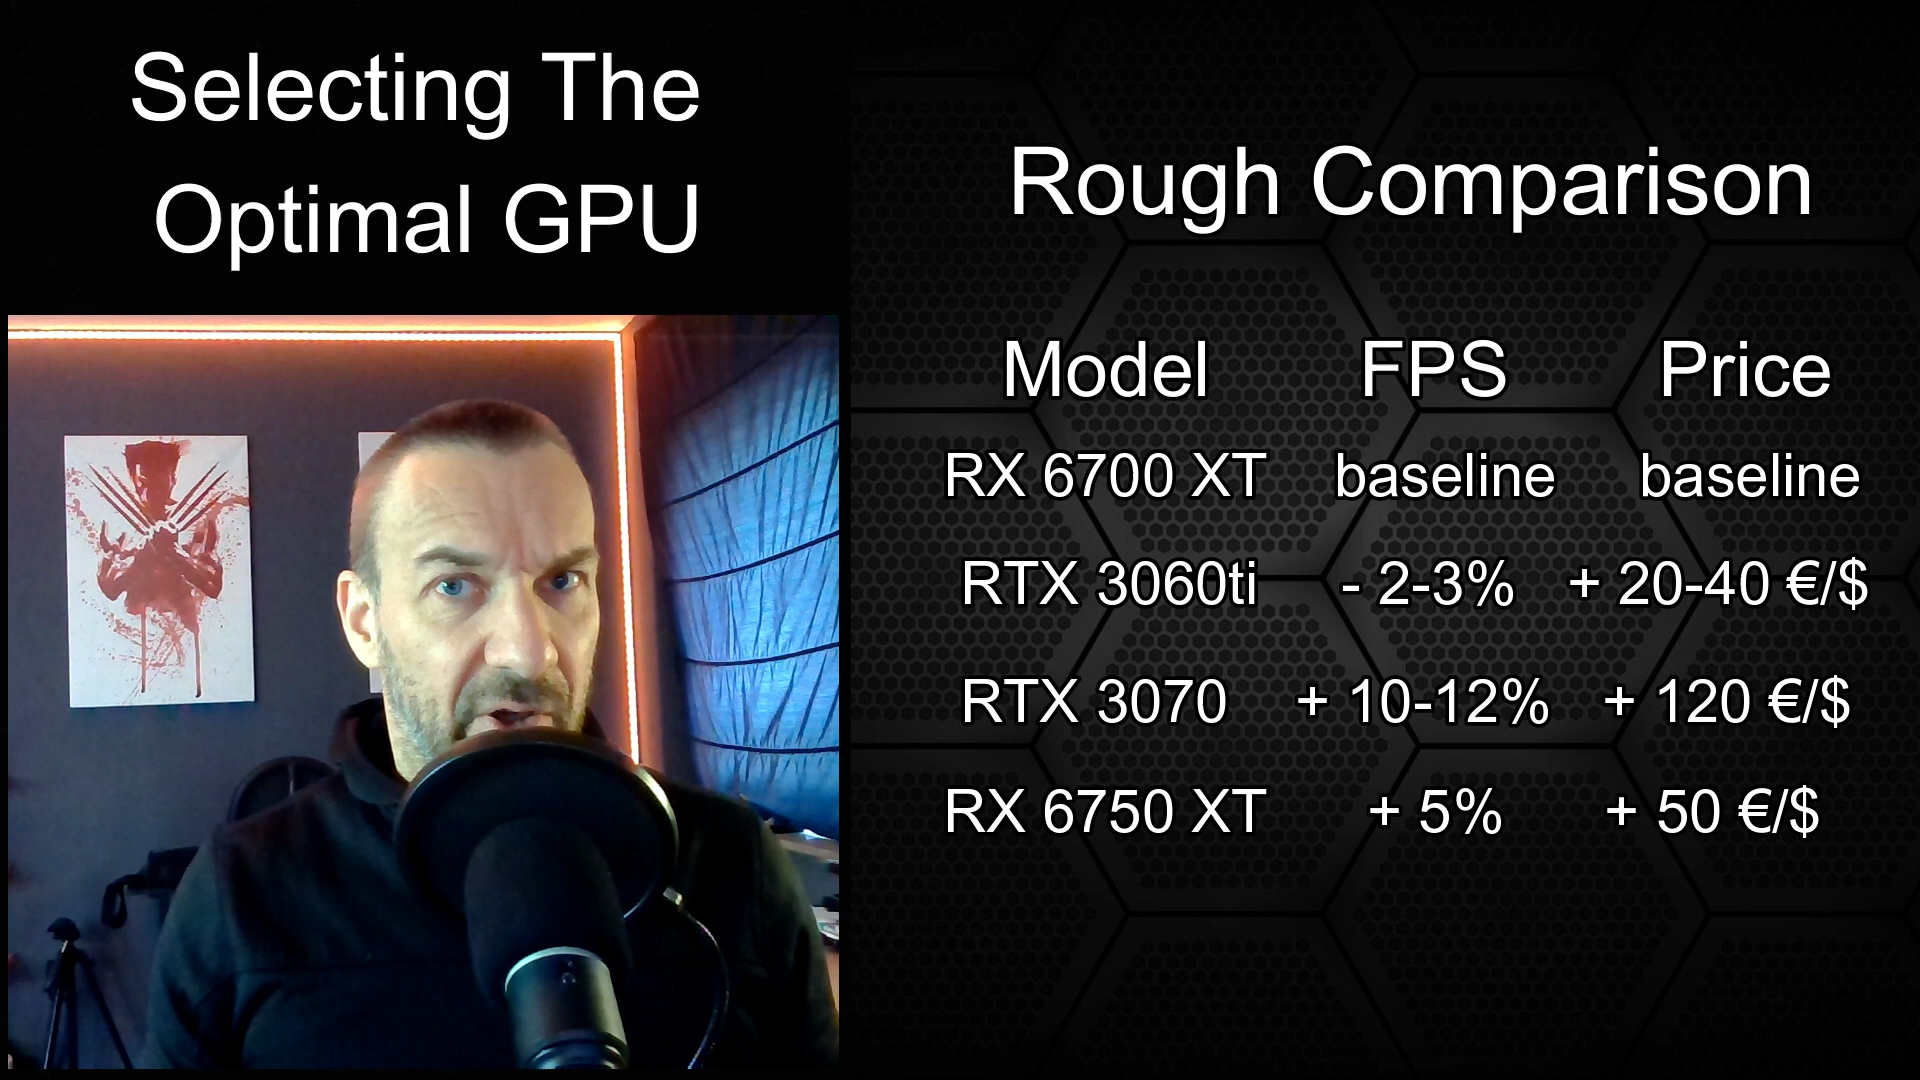 Selecting The
Optimal GPU
Rough Comparison
Model FPS Price
RX 6700 XT baseline baseline
RTX 3060ti - 2-3% + 20-40 €/$
RTX 3070 + 10-12% + 120 €/$
RX 6750 XT + 5% + 50 €/$